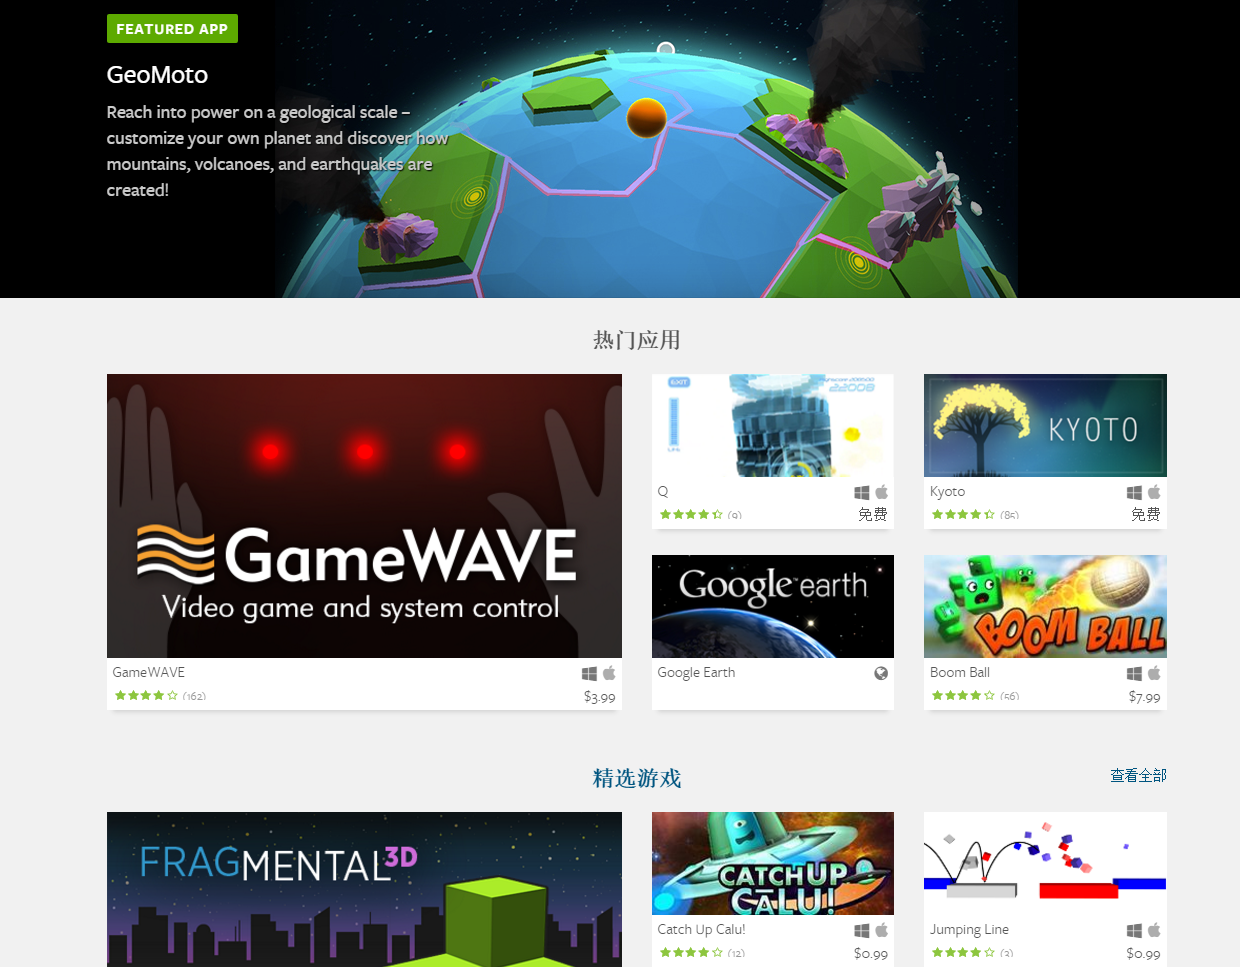 FEATURED APP
GeoMoto
Reach into power on a geological scale –
customize your own planet and discover how
mountains, volcanoes, and earthquakes are
created!
热门应用
GameWAVE
Video game and system control
GameWAVE
(162)
$3.99
EXIT
22008
LIFE
Q
(9)
免费
KYOTO
Kyoto
(85)
免费
Google earth
Google Earth
BOOM BALL
Boom Ball
(56)
$7.99
精选游戏
查看全部
FRAGMENTAL3D
CATCH UP
CALU!
Catch Up Calu!
(12)
$0.99
Jumping Line
(3)
$0.99